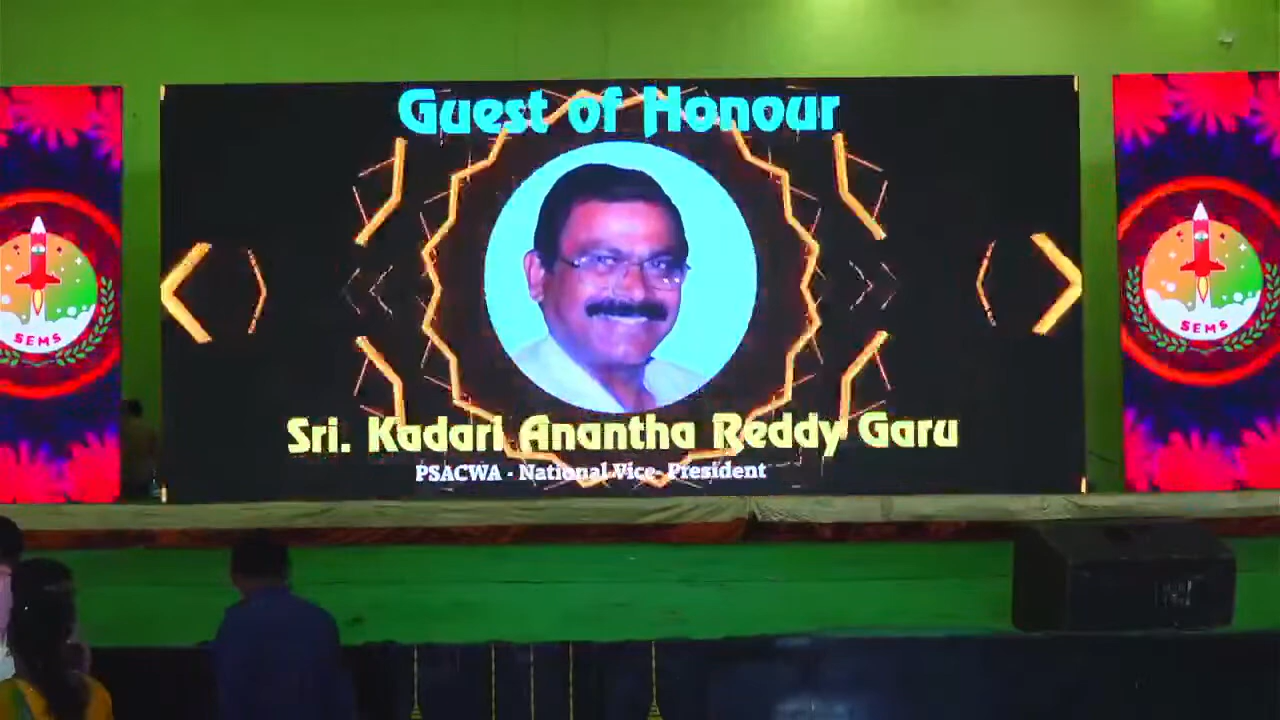 Guest of Honour
Sri. Kadari Anantha Reddy Garu
PSACWA - National Vice- President
SEMS
SEMS